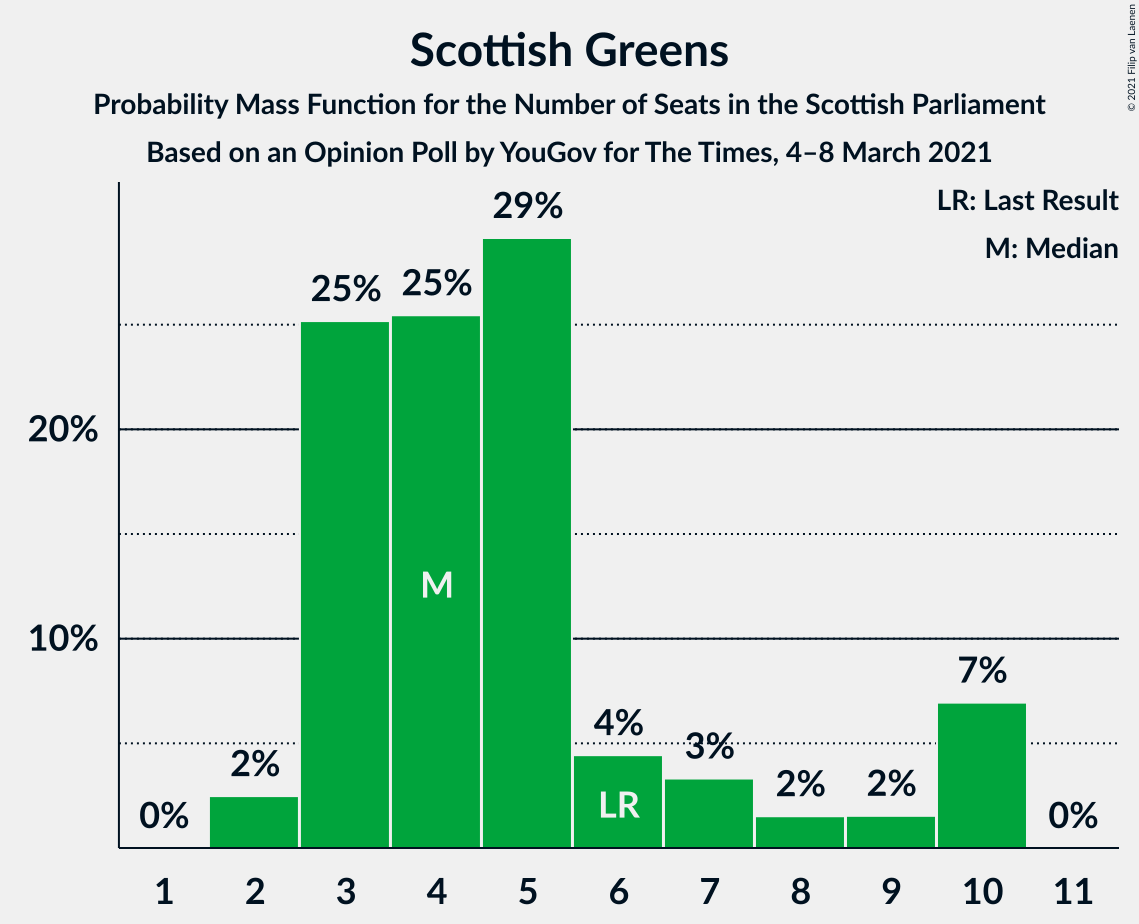 Scottish Greens
Probability Mass Function for the Number of Seats in the Scottish Parliament
Based on an Opinion Poll by YouGov for The Times, 4–8 March 2021
© 2021 Filip van Laenen
LR: Last Result
M: Median
20%
10%
0%
2%
25%
25%
29%
4%
3%
2%
2%
7%
0%
M
LR
1 2 3 4 5 6 7 8 9 10 11